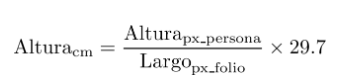 Altura_cm = Altura_px_persona / Largo_px_folio × 29.7